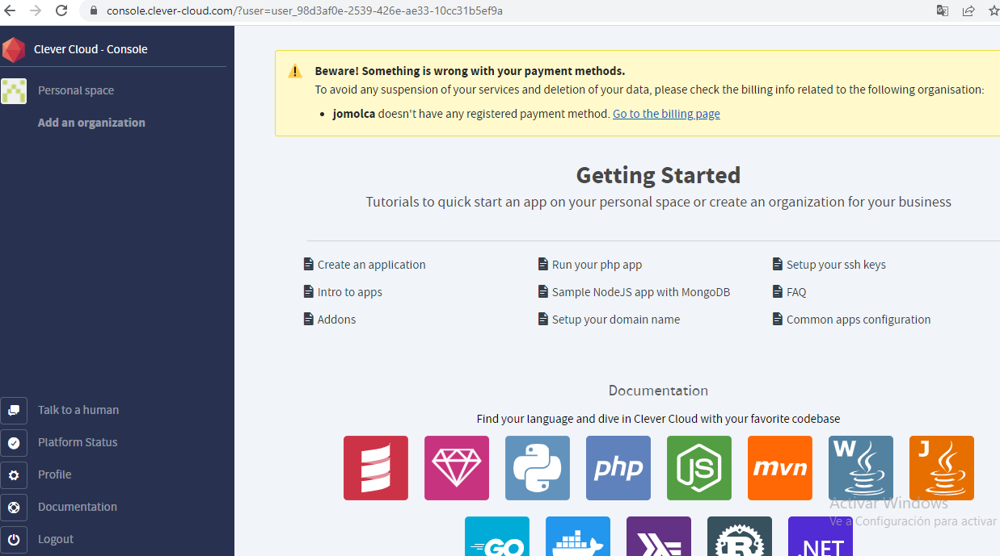 console.clever-cloud.com/?user=user_98d3af0e-2539-426e-ae33-10cc31b5ef9a
Clever Cloud - Console
Personal space
Add an organization
Beware! Something is wrong with your payment methods.
To avoid any suspension of your services and deletion of your data, please check the billing info related to the following organisation:
• jomolca doesn't have any registered payment method. Go to the billing page
Getting Started
Tutorials to quick start an app on your personal space or create an organization for your business
Create an application
Run your php app
Setup your ssh keys
Intro to apps
Sample NodeJS app with MongoDB
FAQ
Addons
Setup your domain name
Common apps configuration
Talk to a human
Platform Status
Profile
Documentation
Logout
Documentation
Find your language and dive in Clever Cloud with your favorite codebase
php
JS
mvn
W
J
GO
R
.NET
Activar Windows
Ve a Configuración para activar